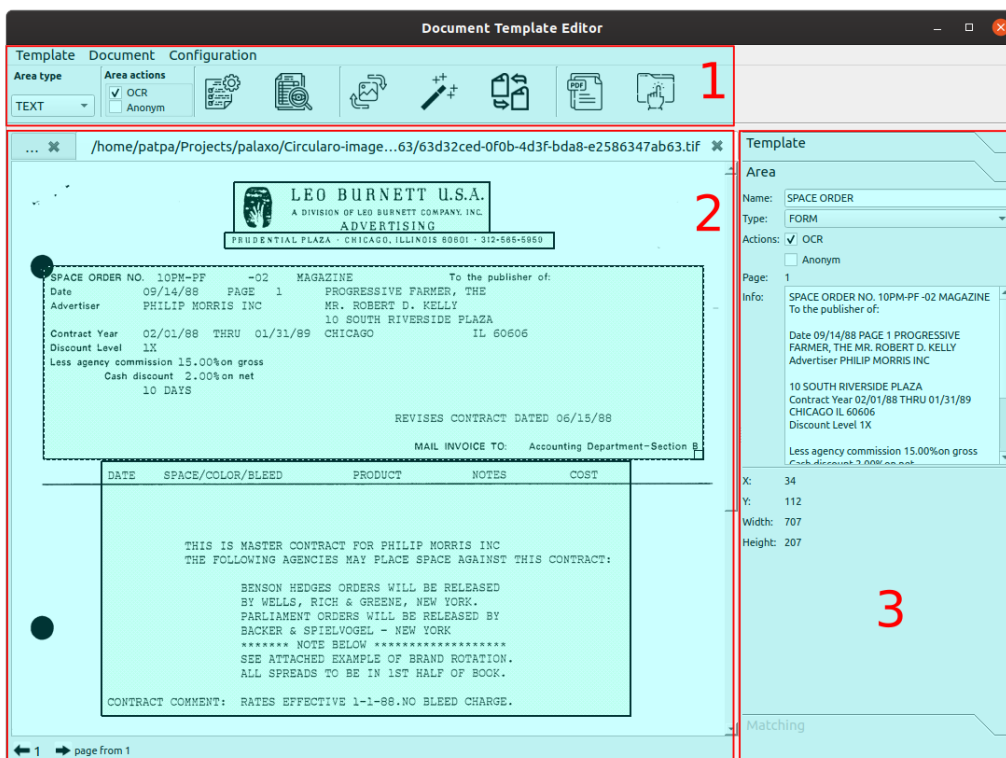 Document Template Editor
Template Document Configuration
Area type
Area actions
TEXT
OCR
Anonym
PDF
1
... /home/patpa/Projects/palaxo/Circularo-image...63/63d32ced-0f0b-4d3f-bda8-e2586347ab63.tif
2
LEO BURNETT U.S.A.
A DIVISION OF LEO BURNETT COMPANY, INC.
ADVERTISING
PRUDENTIAL PLAZA · CHICAGO, ILLINOIS 60601 · 312-565-5950
SPACE ORDER NO. 10PM-PF -02 MAGAZINE To the publisher of:
Date 09/14/88 PAGE 1 PROGRESSIVE FARMER, THE
Advertiser PHILIP MORRIS INC MR. ROBERT D. KELLY
10 SOUTH RIVERSIDE PLAZA
Contract Year 02/01/88 THRU 01/31/89 CHICAGO IL 60606
Discount Level 1X
Less agency commission 15.00%on gross
Cash discount 2.00%on net
10 DAYS
REVISES CONTRACT DATED 06/15/88
MAIL INVOICE TO: Accounting Department-Section B
DATE SPACE/COLOR/BLEED PRODUCT NOTES COST
THIS IS MASTER CONTRACT FOR PHILIP MORRIS INC
THE FOLLOWING AGENCIES MAY PLACE SPACE AGAINST THIS CONTRACT:
BENSON HEDGES ORDERS WILL BE RELEASED
BY WELLS, RICH & GREENE, NEW YORK.
PARLIAMENT ORDERS WILL BE RELEASED BY
BACKER & SPIELVOGEL - NEW YORK
******* NOTE BELOW *******************
SEE ATTACHED EXAMPLE OF BRAND ROTATION.
ALL SPREADS TO BE IN 1ST HALF OF BOOK.
CONTRACT COMMENT: RATES EFFECTIVE 1-1-88.NO BLEED CHARGE.
1 page from 1
Template
Area
Name: SPACE ORDER
Type: FORM
Actions: OCR
Anonym
Page: 1
Info: SPACE ORDER NO. 10PM-PF -02 MAGAZINE
To the publisher of:
Date 09/14/88 PAGE 1 PROGRESSIVE
FARMER, THE MR. ROBERT D. KELLY
Advertiser PHILIP MORRIS INC
10 SOUTH RIVERSIDE PLAZA
Contract Year 02/01/88 THRU 01/31/89
CHICAGO IL 60606
Discount Level 1X
Less agency commission 15.00%on gross
Cash discount 2.00%on net
X: 34
Y: 112
Width: 707
Height: 207
3
Matching